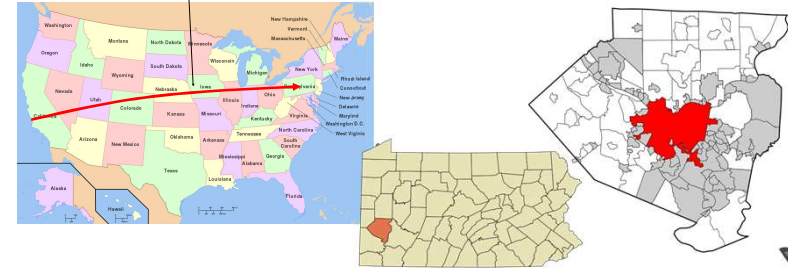 Washington
Montana
North Dakota
Minnesota
New Hampshire
Vermont
Massachusetts
Maine
Oregon
Idaho
Wyoming
South Dakota
Wisconsin
Michigan
New York
Rhode Island
Connecticut
New Jersey
Delaware
Maryland
Washington D.C.
West Virginia
Nevada
Utah
Colorado
Nebraska
Iowa
Illinois
Indiana
Ohio
Kansas
Missouri
Kentucky
Virginia
Arizona
New Mexico
Oklahoma
Arkansas
Tennessee
North Carolina
South
Carolina
Texas
Louisiana
Mississippi
Alabama
Georgia
Florida
Alaska
Hawaii